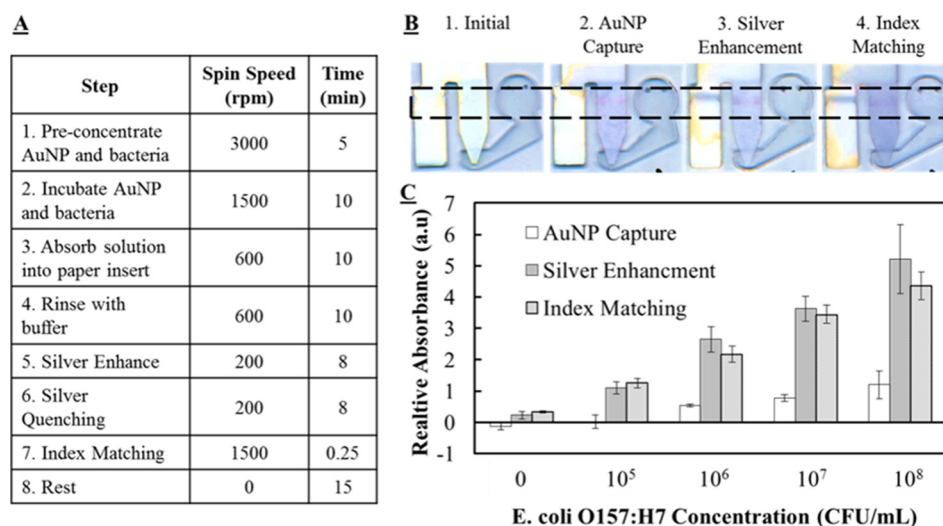 A
Step Spin Speed (rpm) Time (min)
1. Pre-concentrate
AuNP and bacteria
3000 5
2. Incubate AuNP
and bacteria
1500 10
3. Absorb solution
into paper insert
600 10
4. Rinse with
buffer
600 10
5. Silver Enhance 200 8
6. Silver
Quenching
200 8
7. Index Matching 1500 0.25
8. Rest 0 15
B
1. Initial
2. AuNP
Capture
3. Silver
Enhancement
4. Index
Matching
C
Realtive Absorbance (a.u)
7
6
5
4
3
2
1
0
-1
AuNP Capture
Silver Enhancment
Index Matching
0 10⁵ 10⁶ 10⁷ 10⁸
E. coli O157:H7 Concentration (CFU/mL)